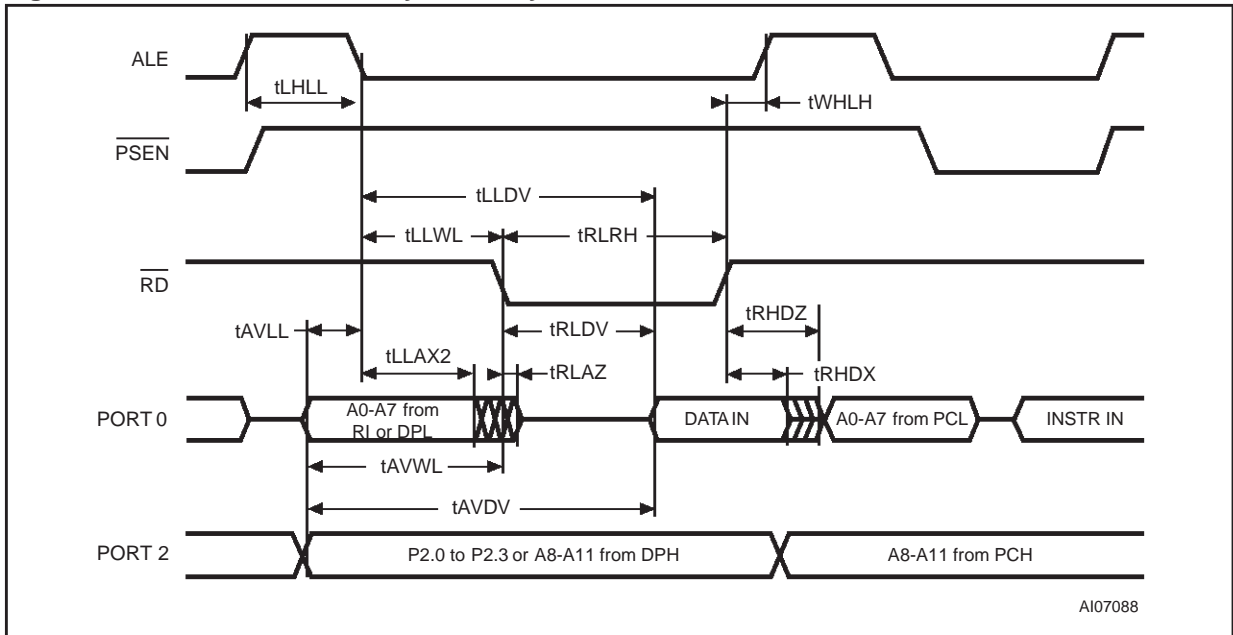 ALE
tLHLL
tWHLH
PSEN
tLLDV
tLLWL
tRLRH
RD
tAVLL
tRLDV
tRHDZ
tLLAX2
tRLAZ
tRHDX
PORT 0
A0-A7 from
RI or DPL
DATA IN
A0-A7 from PCL
INSTR IN
tAVWL
tAVDV
PORT 2
P2.0 to P2.3 or A8-A11 from DPH
A8-A11 from PCH
AI07088